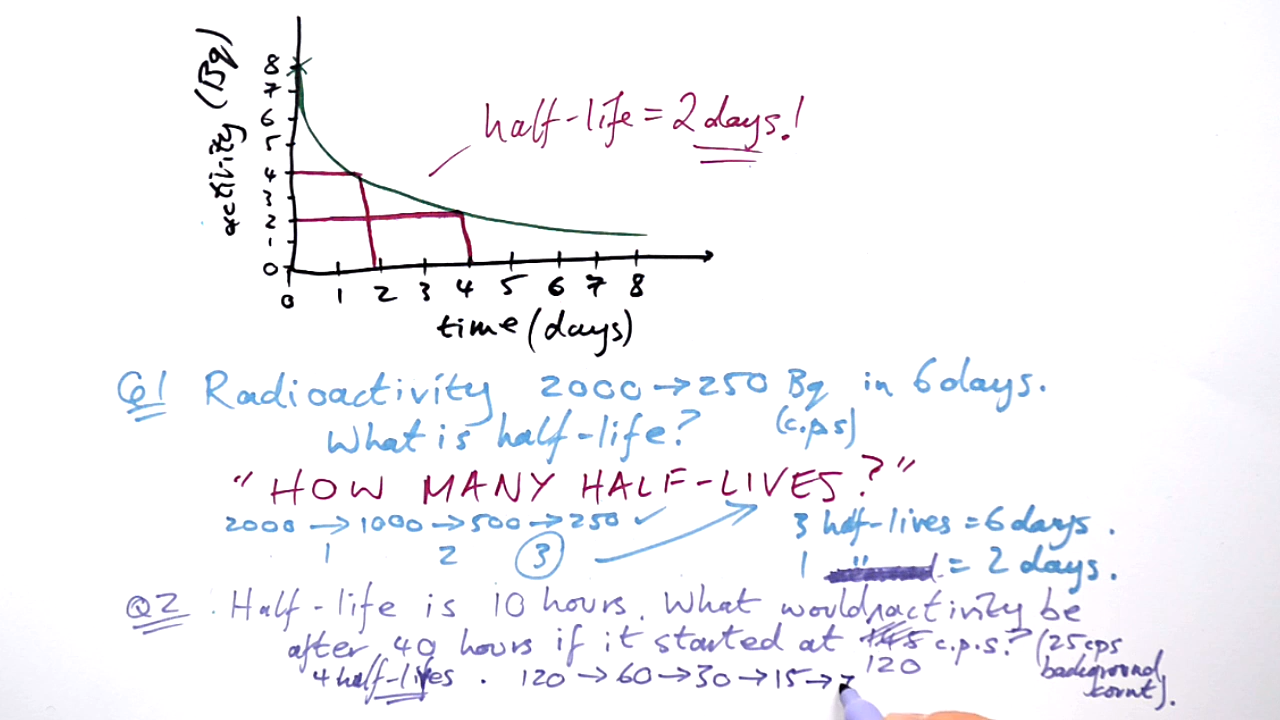 activity (Bq)
8
7
6
5
4
3
2
1
0
half-life = 2 days!
0 1 2 3 4 5 6 7 8
time (days)
Q1 Radioactivity 2000 → 250 Bq in 6 days.
(c.p.s)
What is half-life?
"HOW MANY HALF-LIVES?"
2000 → 1000 → 500 → 250 ✓
1 2 3
3 half-lives = 6 days.
1 " = 2 days.
Q2. Half-life is 10 hours. What would activity be
after 40 hours if it started at 145 c.p.s? (25 cps
120
background
count).
4 half-lives. 120 → 60 → 30 → 15 → 7